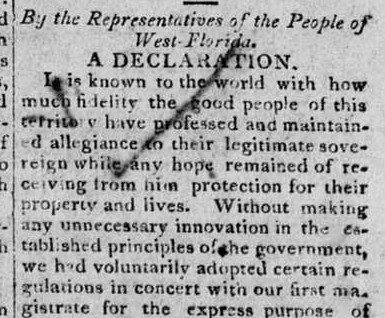 By the Representatives of the People of
West-Florida.
A DECLARATION.
It is known to the world with how
much fidelity the good people of this
territory have professed and maintain-
ed allegiance to their legitimate sove-
reign while any hope remained of re-
ceiving from him protection for their
property and lives. Without making
any unnecessary innovation in the es-
tablished principles of the government,
we had voluntarily adopted certain re-
gulations in concert with our first ma-
gistrate for the express purpose of